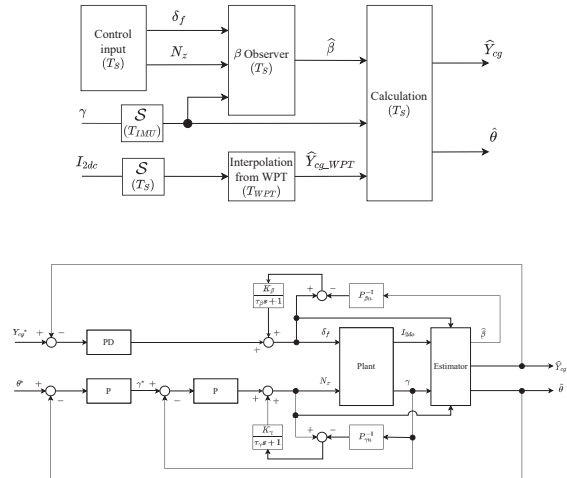 Control
input
(T_S)
δ_f
N_z
β Observer
(T_S)
β̂
Calculation
(T_S)
Ŷ_cg
θ̂
γ
S
(T_IMU)
I_2dc
S
(T_S)
Interpolation
from WPT
(T_WPT)
Ŷ_cg_WPT
K_β
τ_β s + 1
+
−
P_βn^-1
β̂
Y_cg*
+
−
PD
+
+
δ_f
Plant
I_2dc
Estimator
Ŷ_cg
θ*
+
−
P
γ*
+
−
P
+
+
N_z
γ
θ̂
K_γ
τ_γ s + 1
+
−
P_γn^-1